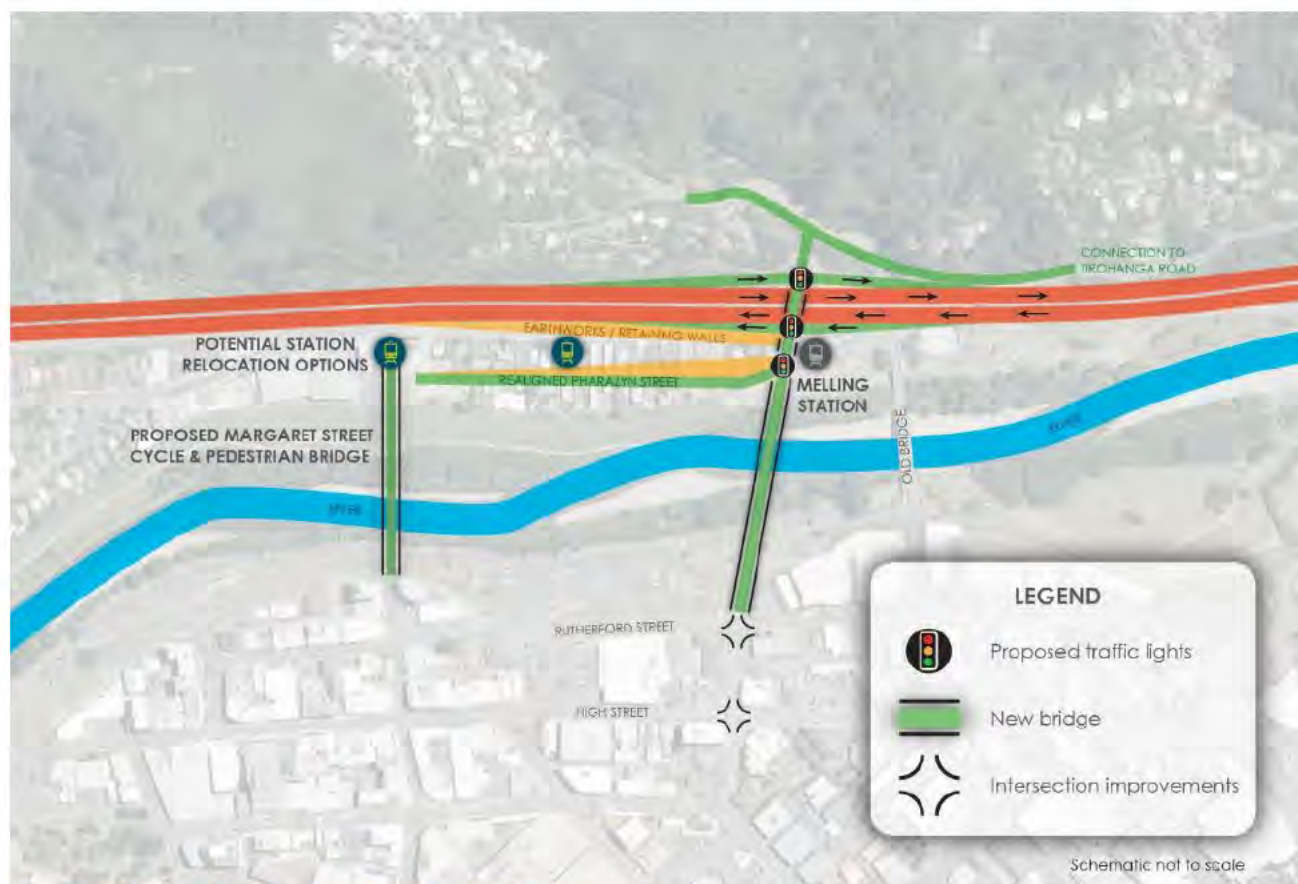 CONNECTION TO
TIROHANGA ROAD
EARTHWORKS / RETAINING WALLS
POTENTIAL STATION
RELOCATION OPTIONS
REALIGNED PHARAZYN STREET
MELLING
STATION
PROPOSED MARGARET STREET
CYCLE & PEDESTRIAN BRIDGE
OLD BRIDGE
RIVER
RIVER
RUTHERFORD STREET
HIGH STREET
LEGEND
Proposed traffic lights
New bridge
Intersection improvements
Schematic not to scale